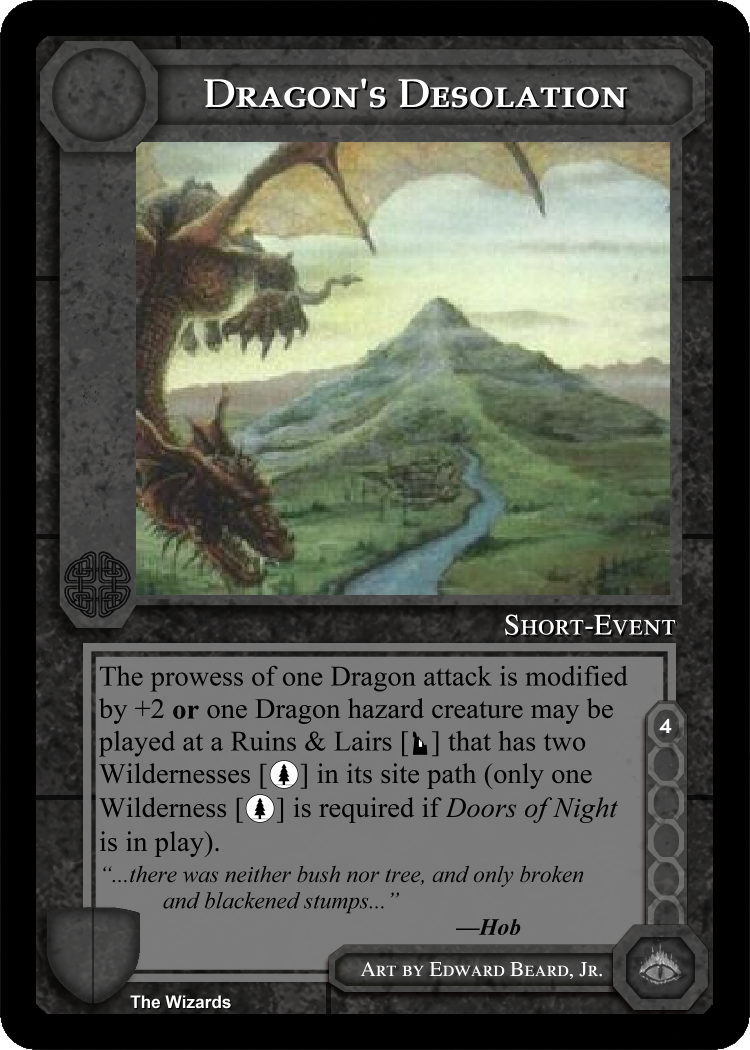 Dragon's Desolation
Short-Event
The prowess of one Dragon attack is modified
by +2 or one Dragon hazard creature may be
played at a Ruins & Lairs [ ] that has two
4
Wildernesses [ ] in its site path (only one
Wilderness [ ] is required if Doors of Night
is in play).
“...there was neither bush nor tree, and only broken
and blackened stumps...”
—Hob
Art by Edward Beard, Jr.
The Wizards